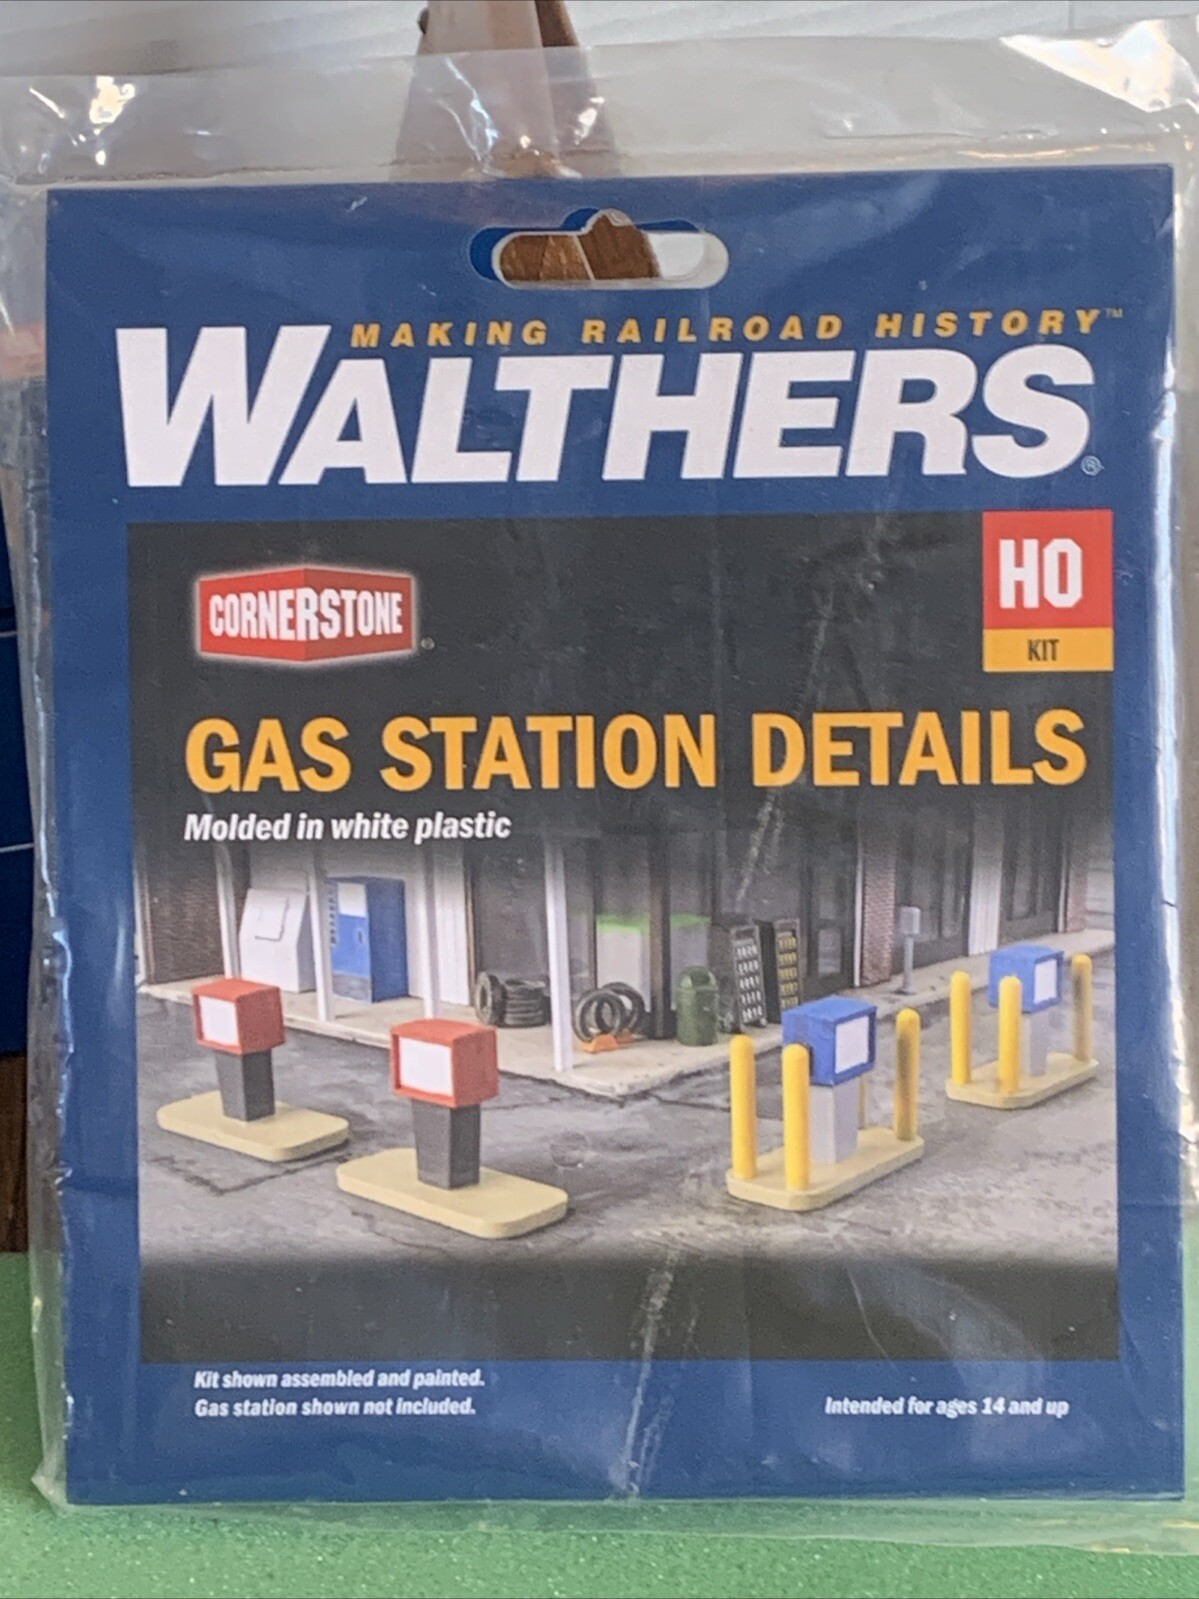 MAKING RAILROAD HISTORY™
WALTHERS®
CORNERSTONE®
HO
KIT
GAS STATION DETAILS
Molded in white plastic
Kit shown assembled and painted.
Gas station shown not included.
Intended for ages 14 and up